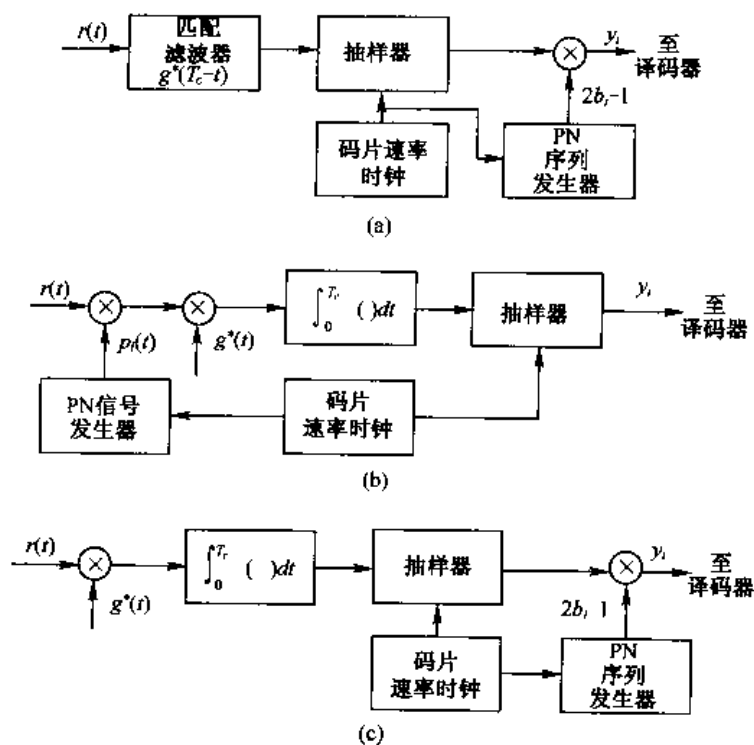 r(t)
匹配
滤波器
g*(T_c-t)
抽样器
y_i
至
译码器
2b_i-1
码片速率
时钟
PN
序列
发生器
(a)
r(t)
p_i(t)
g*(t)
∫_0^{T_c} ( )dt
抽样器
y_i
至
译码器
PN信号
发生器
码片
速率时钟
(b)
r(t)
g*(t)
∫_0^{T_c} ( )dt
抽样器
y_i
至
译码器
2b_i 1
码片
速率时钟
PN
序列
发生器
(c)